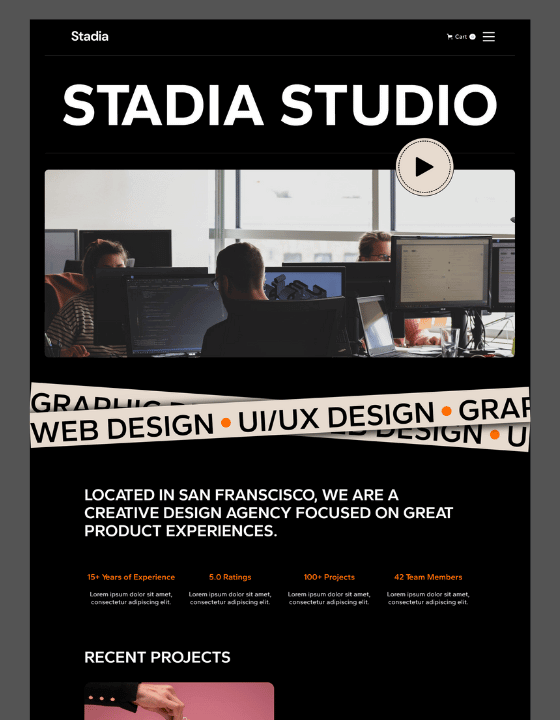 Stadia
Cart
STADIA STUDIO
GRAPHIC
WEB DESIGN • UI/UX DESIGN • GRAP
DESIGN • U
LOCATED IN SAN FRANSCISCO, WE ARE A
CREATIVE DESIGN AGENCY FOCUSED ON GREAT
PRODUCT EXPERIENCES.
15+ Years of Experience
Lorem ipsum dolor sit amet,
consectetur adipiscing elit.
5.0 Ratings
Lorem ipsum dolor sit amet,
consectetur adipiscing elit.
100+ Projects
Lorem ipsum dolor sit amet,
consectetur adipiscing elit.
42 Team Members
Lorem ipsum dolor sit amet,
consectetur adipiscing elit.
RECENT PROJECTS